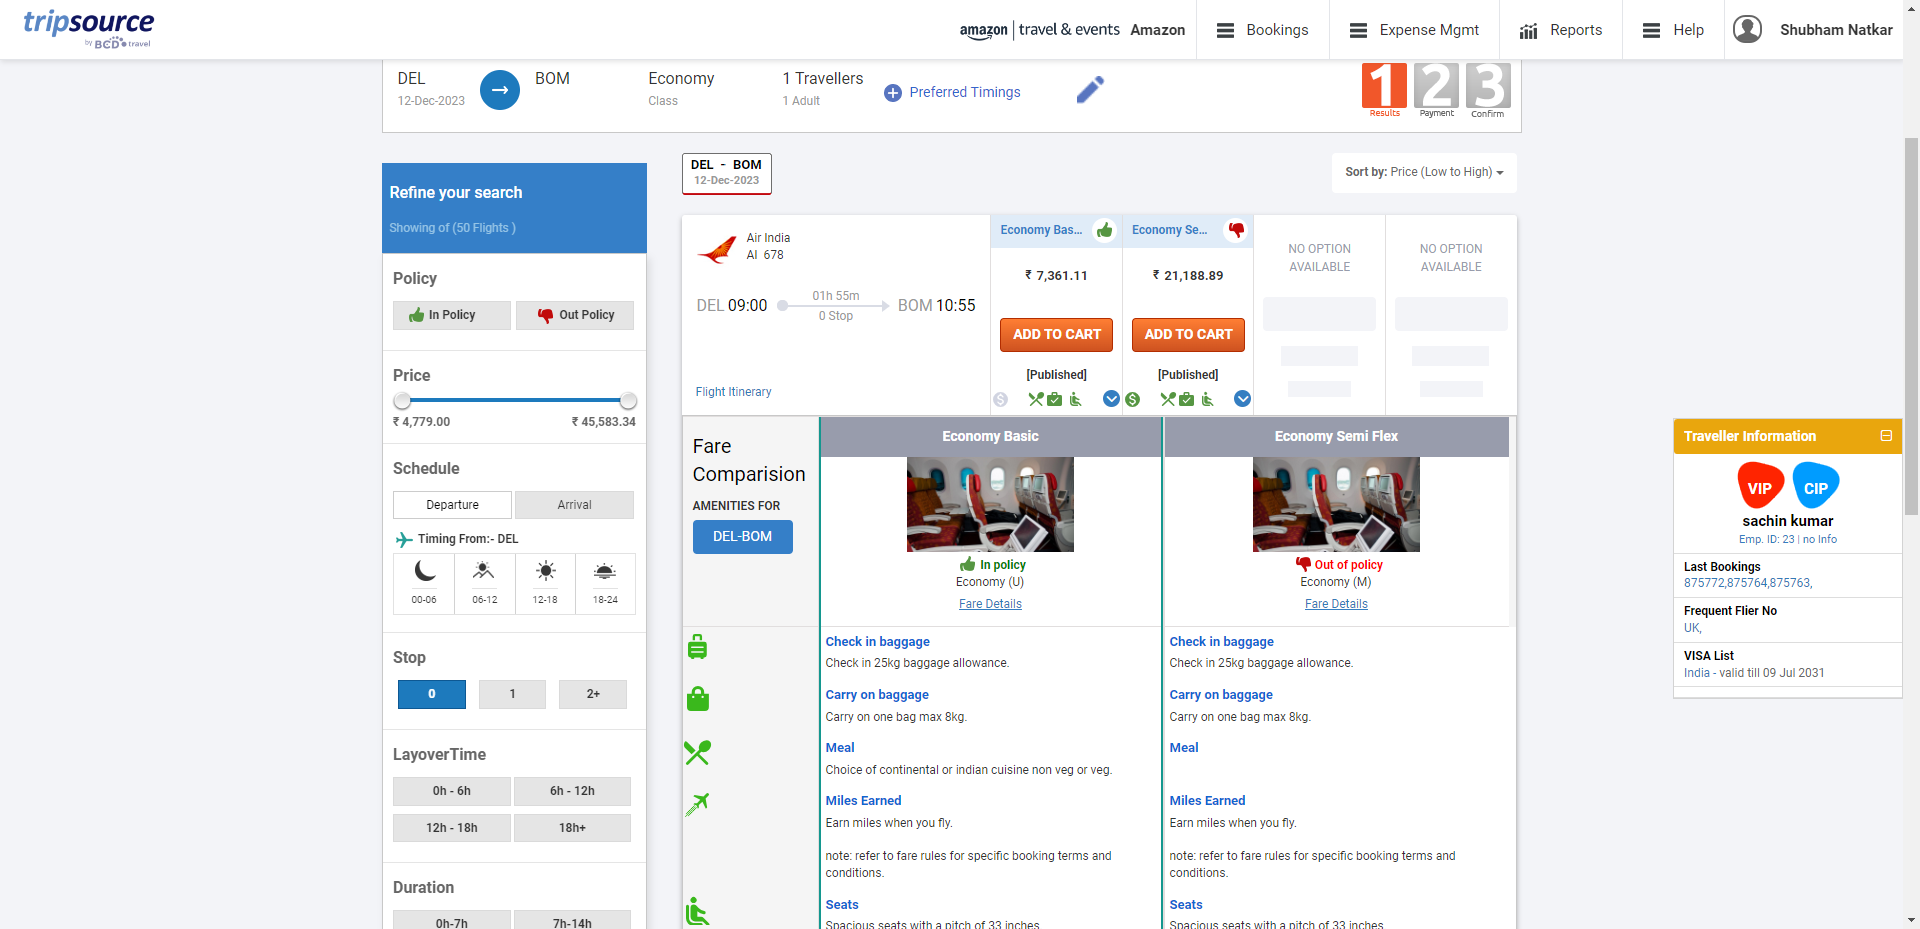 tripsource
by BCD travel
amazon | travel & events Amazon
Bookings
Expense Mgmt
Reports
Help
Shubham Natkar
DEL
12-Dec-2023
BOM
Economy
Class
1 Travellers
1 Adult
Preferred Timings
1
Results
2
Payment
3
Confirm
Refine your search
Showing of (50 Flights )
Policy
In Policy
Out Policy
Price
₹ 4,779.00
₹ 45,583.34
Schedule
Departure
Arrival
Timing From:- DEL
00-06
06-12
12-18
18-24
Stop
0
1
2+
LayoverTime
0h - 6h
6h - 12h
12h - 18h
18h+
Duration
0h-7h
7h-14h
DEL - BOM
12-Dec-2023
Sort by: Price (Low to High)
Air India
AI 678
DEL 09:00
01h 55m
0 Stop
BOM 10:55
Flight Itinerary
Economy Bas...
₹ 7,361.11
ADD TO CART
[Published]
Economy Se...
₹ 21,188.89
ADD TO CART
[Published]
NO OPTION
AVAILABLE
NO OPTION
AVAILABLE
Fare
Comparision
AMENITIES FOR
DEL-BOM
Economy Basic
In policy
Economy (U)
Fare Details
Economy Semi Flex
Out of policy
Economy (M)
Fare Details
Check in baggage
Check in 25kg baggage allowance.
Carry on baggage
Carry on one bag max 8kg.
Meal
Choice of continental or indian cuisine non veg or veg.
Miles Earned
Earn miles when you fly.
note: refer to fare rules for specific booking terms and
conditions.
Seats
Spacious seats with a pitch of 33 inches
Check in baggage
Check in 25kg baggage allowance.
Carry on baggage
Carry on one bag max 8kg.
Meal
Miles Earned
Earn miles when you fly.
note: refer to fare rules for specific booking terms and
conditions.
Seats
Spacious seats with a pitch of 33 inches
Traveller Information
VIP
CIP
sachin kumar
Emp. ID: 23 | no Info
Last Bookings
875772,875764,875763,
Frequent Flier No
UK,
VISA List
India - valid till 09 Jul 2031